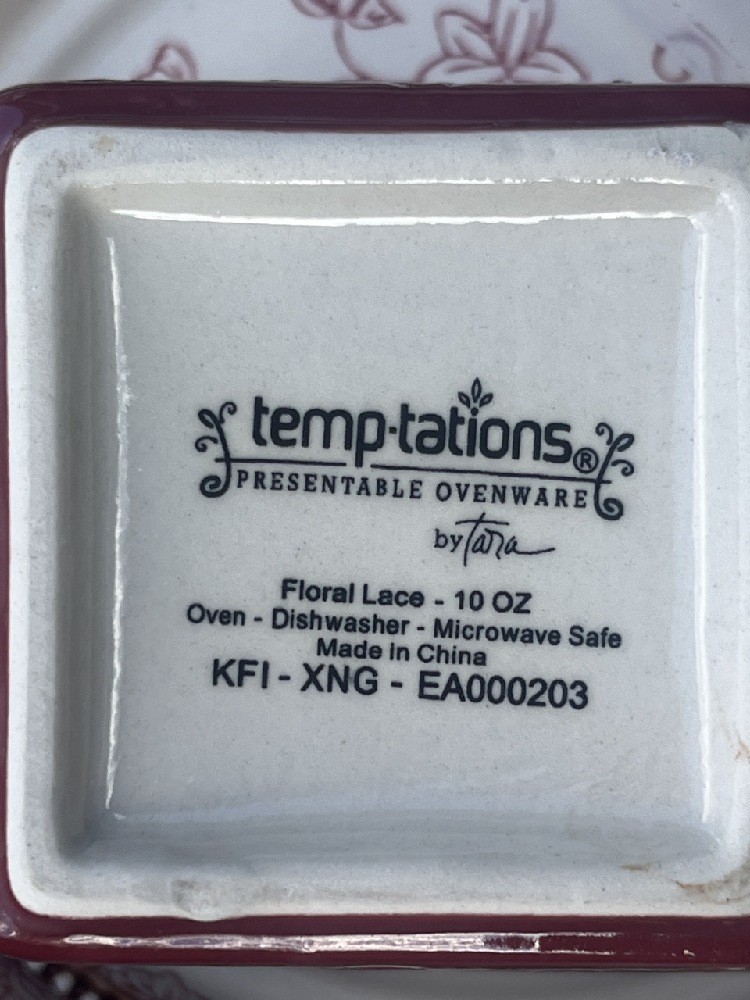 temp·tations®
PRESENTABLE OVENWARE
by tara
Floral Lace - 10 OZ
Oven - Dishwasher - Microwave Safe
Made in China
KFI - XNG - EA000203